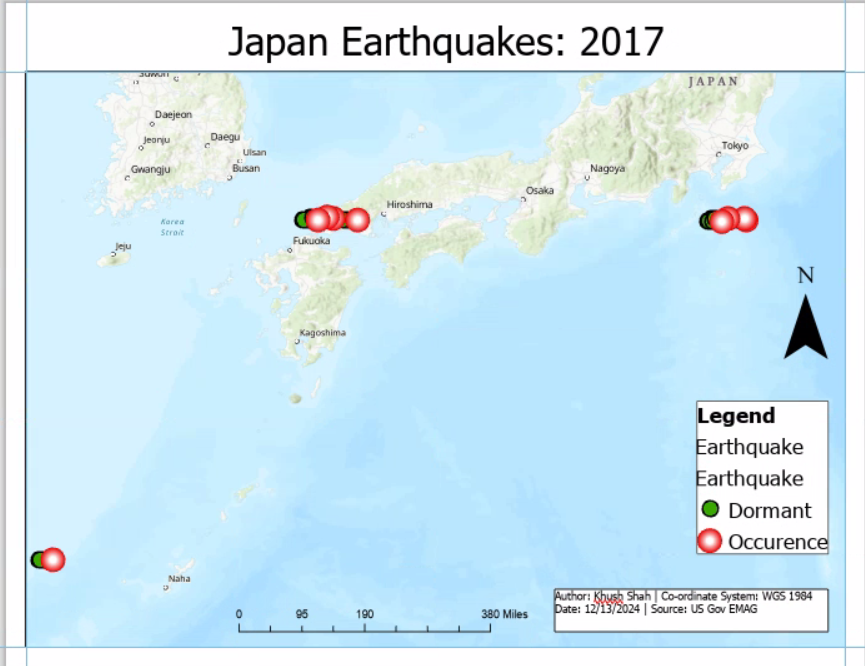 Japan Earthquakes: 2017
Suwon
JAPAN
Daejeon
Jeonju
Daegu
Ulsan
Gwangju
Busan
Tokyo
Nagoya
Osaka
Hiroshima
Korea
Strait
Fukuoka
Jeju
N
Kagoshima
Legend
Earthquake
Earthquake
Dormant
Occurence
Naha
0 95 190 380 Miles
Author: Khush Shah | Co-ordinate System: WGS 1984
Date: 12/13/2024 | Source: US Gov EMAG